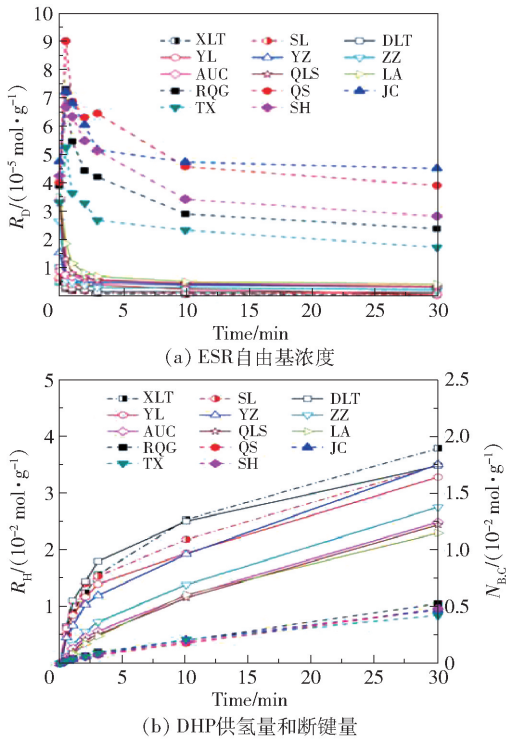 XLT SL DLT
YL YZ ZZ
AUC QLS LA
RQG QS JC
TX SH
10
9
8
7
6
5
4
3
2
1
R_D/(10⁻⁵ mol·g⁻¹)
0 5 10 15 20 25 30
Time/min
(a) ESR自由基浓度
XLT SL DLT
YL YZ ZZ
AUC QLS LA
RQG QS JC
TX SH
5
4
3
2
1
R_H/(10⁻² mol·g⁻¹)
2.5
2.0
1.5
1.0
0.5
0
N_B.C/(10⁻² mol·g⁻¹)
0 5 10 15 20 25 30
Time/min
(b) DHP供氢量和断键量